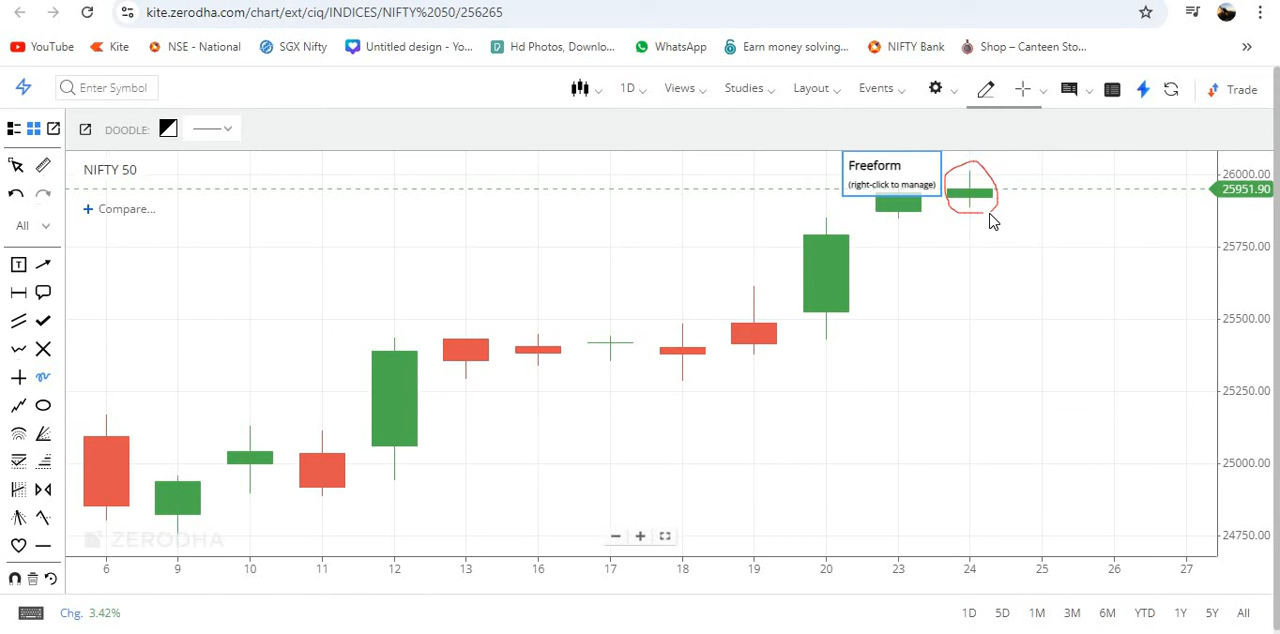 kite.zerodha.com/chart/ext/ciq/INDICES/NIFTY%2050/256265
YouTube Kite NSE - National SGX Nifty Untitled design - Yo... Hd Photos, Downlo... WhatsApp Earn money solving... NIFTY Bank Shop – Canteen Sto... »
Enter Symbol 1D Views Studies Layout Events Trade
DOODLE:
NIFTY 50
Compare...
All
T
Freeform
(right-click to manage)
26000.00
25951.90
25750.00
25500.00
25250.00
25000.00
24750.00
ZERODHA
6 9 10 11 12 13 16 17 18 19 20 23 24 25 26 27
Chg. 3.42% 1D 5D 1M 3M 6M YTD 1Y 5Y All